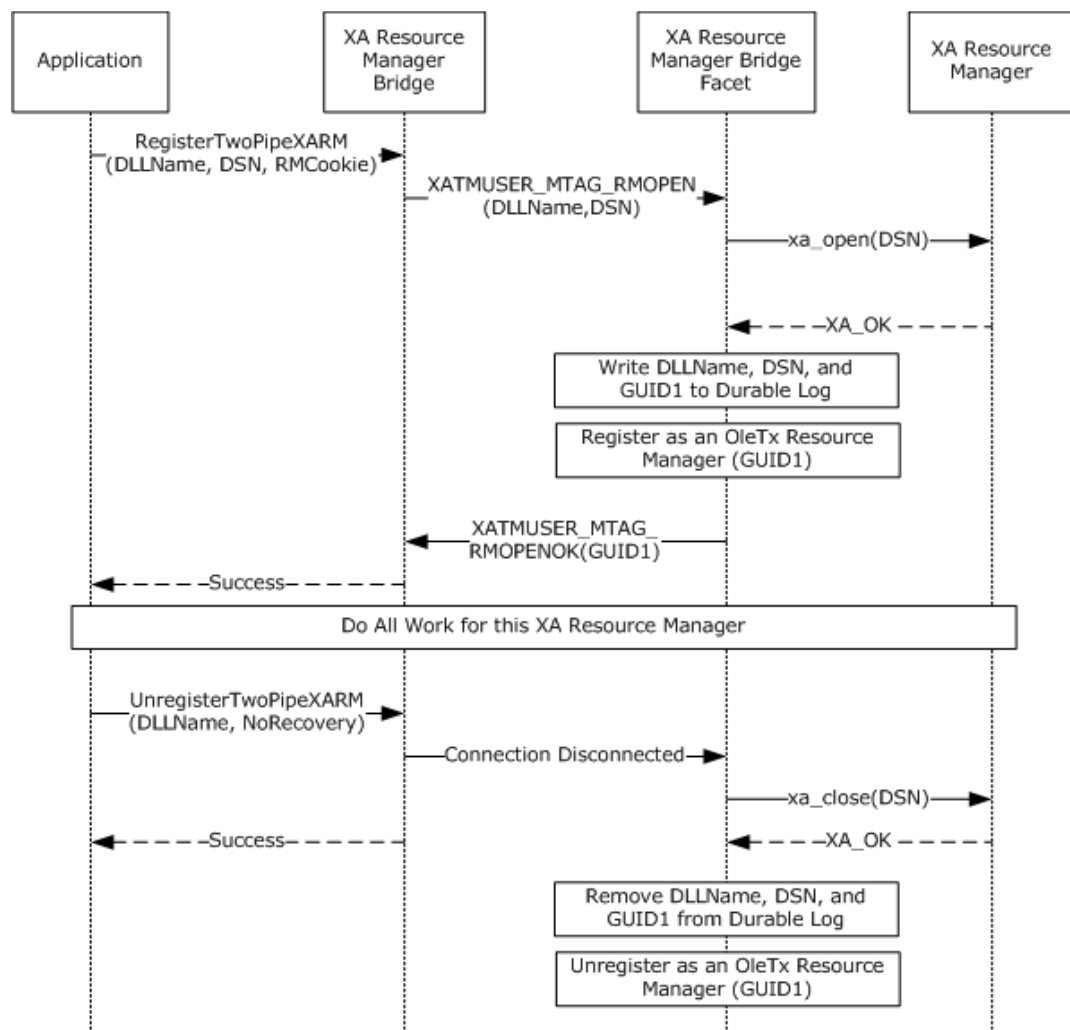 Application
XA Resource
Manager
Bridge
XA Resource
Manager Bridge
Facet
XA Resource
Manager
RegisterTwoPipeXARM
(DLLName, DSN, RMCookie)
XATMUSER_MTAG_RMOPEN
(DLLName,DSN)
xa_open(DSN)
XA_OK
Write DLLName, DSN, and
GUID1 to Durable Log
Register as an OleTx Resource
Manager (GUID1)
XATMUSER_MTAG_
RMOPENOK(GUID1)
Success
Do All Work for this XA Resource Manager
UnregisterTwoPipeXARM
(DLLName, NoRecovery)
Connection Disconnected
xa_close(DSN)
Success
XA_OK
Remove DLLName, DSN, and
GUID1 from Durable Log
Unregister as an OleTx Resource
Manager (GUID1)